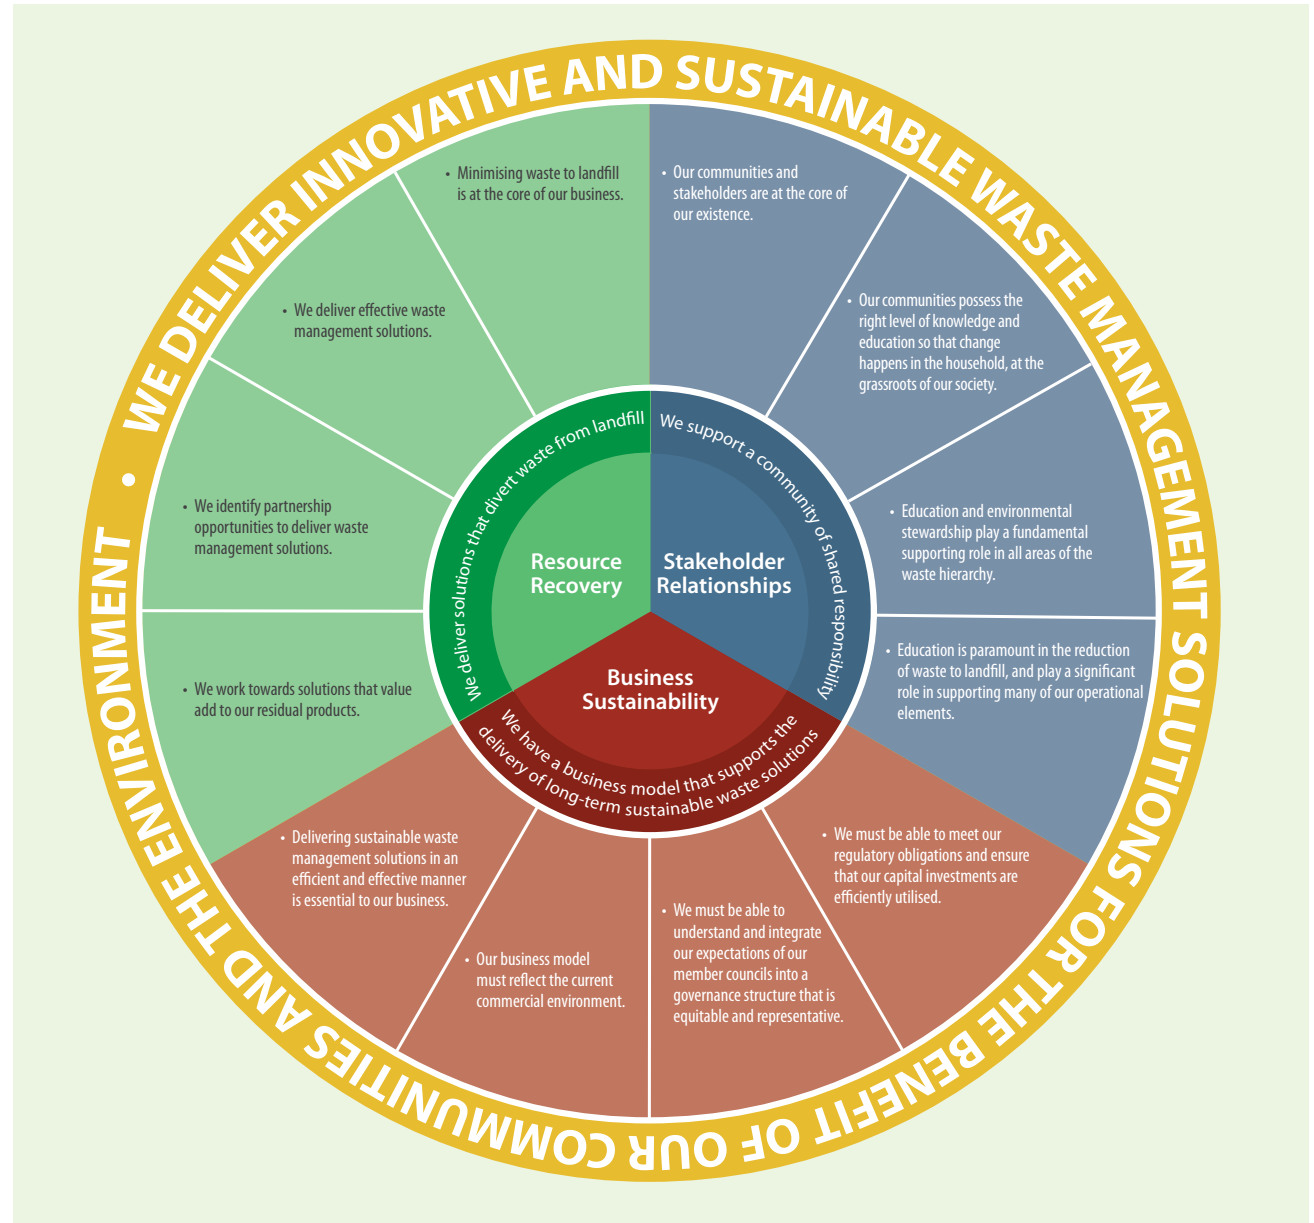 WE DELIVER INNOVATIVE AND SUSTAINABLE WASTE MANAGEMENT SOLUTIONS FOR THE BENEFIT OF OUR COMMUNITIES AND THE ENVIRONMENT •
• Minimising waste to landfill
is at the core of our business.
• We deliver effective waste
management solutions.
• We identify partnership
opportunities to deliver waste
management solutions.
• We work towards solutions that value
add to our residual products.
• Our communities and
stakeholders are at the core of
our existence.
• Our communities possess the
right level of knowledge and
education so that change
happens in the household, at the
grassroots of our society.
• Education and environmental
stewardship play a fundamental
supporting role in all areas of the
waste hierarchy.
• Education is paramount in the reduction
of waste to landfill, and play a significant
role in supporting many of our operational
elements.
We deliver solutions that divert waste from landfill
Resource
Recovery
We support a community of shared responsibility
Stakeholder
Relationships
Business
Sustainability
We have a business model that supports the
delivery of long-term sustainable waste solutions
• Delivering sustainable waste
management solutions in an
efficient and effective manner
is essential to our business.
• Our business model
must reflect the current
commercial environment.
• We must be able to
understand and integrate
our expectations of our
member councils into a
governance structure that is
equitable and representative.
• We must be able to meet our
regulatory obligations and ensure
that our capital investments are
efficiently utilised.